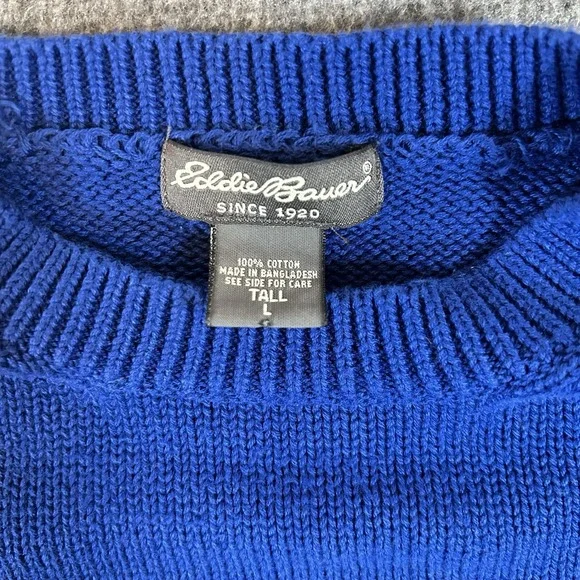 Eddie Bauer®
SINCE 1920
100% COTTON
MADE IN BANGLADESH
SEE SIDE FOR CARE
TALL
L